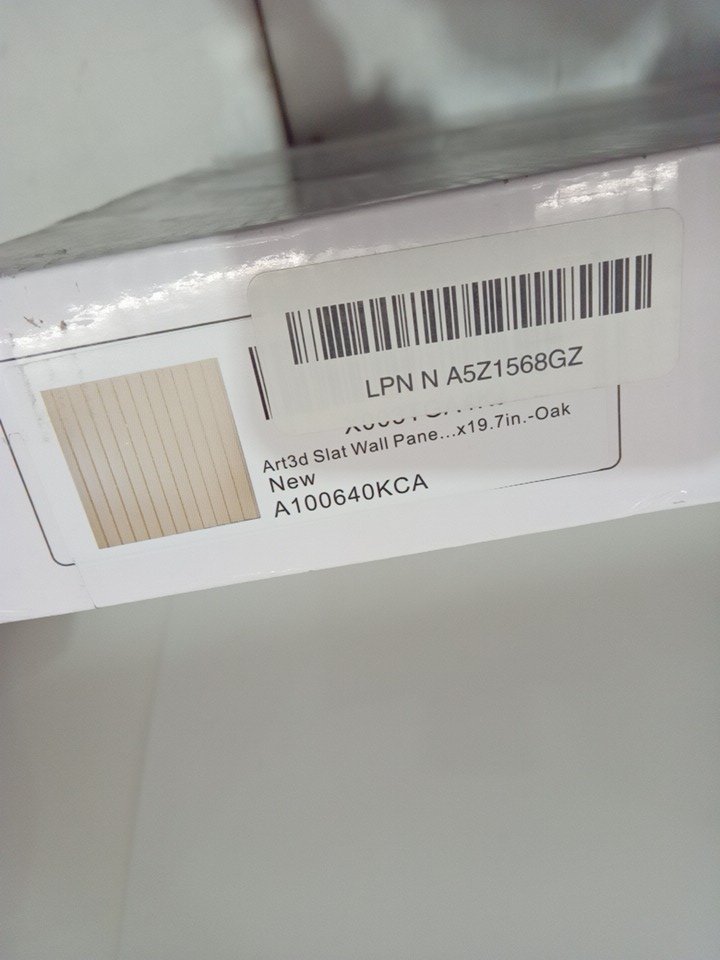 LPN N A5Z1568GZ
Art3d Slat Wall Pane...x19.7in.-Oak
New
A100640KCA